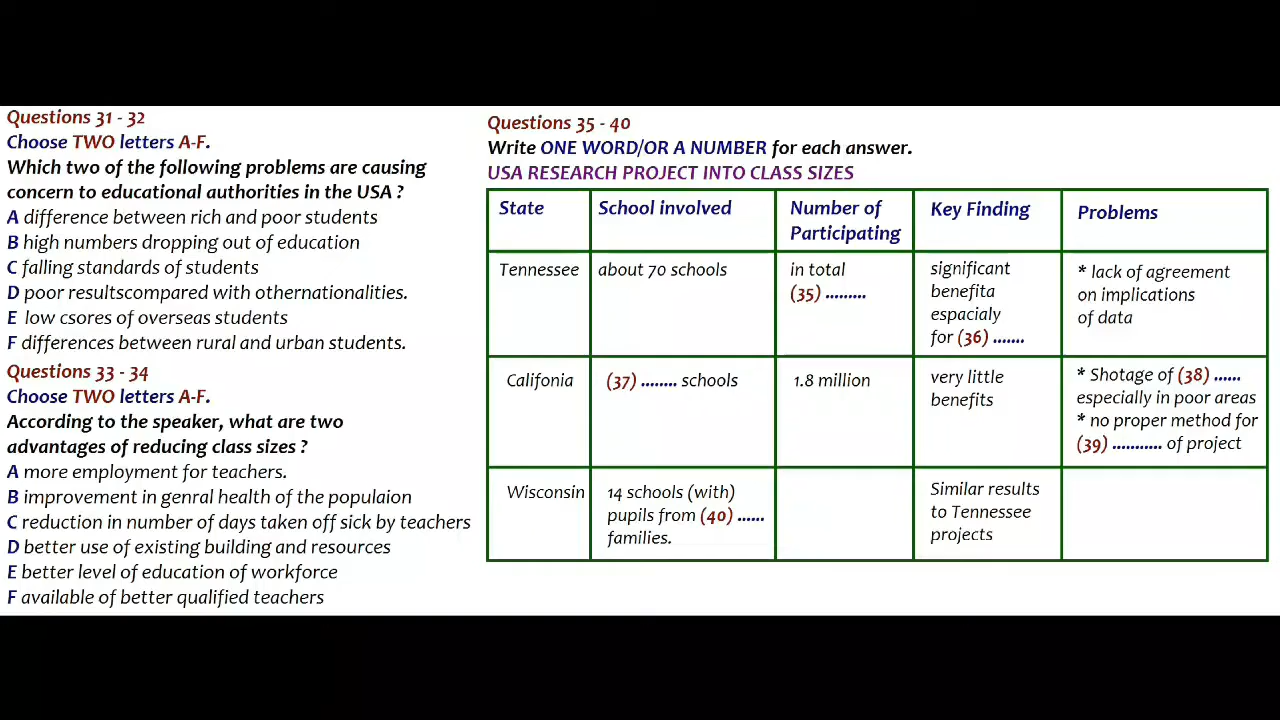 Questions 31 - 32
Choose TWO letters A-F.
Which two of the following problems are causing
concern to educational authorities in the USA ?
A difference between rich and poor students
B high numbers dropping out of education
C falling standards of students
D poor resultscompared with othernationalities.
E low csores of overseas students
F differences between rural and urban students.
Questions 33 - 34
Choose TWO letters A-F.
According to the speaker, what are two
advantages of reducing class sizes ?
A more employment for teachers.
B improvement in genral health of the populaion
C reduction in number of days taken off sick by teachers
D better use of existing building and resources
E better level of education of workforce
F available of better qualified teachers
Questions 35 - 40
Write ONE WORD/OR A NUMBER for each answer.
USA RESEARCH PROJECT INTO CLASS SIZES
State
School involved
Number of
Participating
Key Finding
Problems
Tennessee
about 70 schools
in total
(35) .........
significant
benefita
espacialy
for (36) .......
* lack of agreement
on implications
of data
Califonia
(37) ........ schools
1.8 million
very little
benefits
* Shotage of (38) ......
especially in poor areas
* no proper method for
(39) ........... of project
Wisconsin
14 schools (with)
pupils from (40) ......
families.
Similar results
to Tennessee
projects